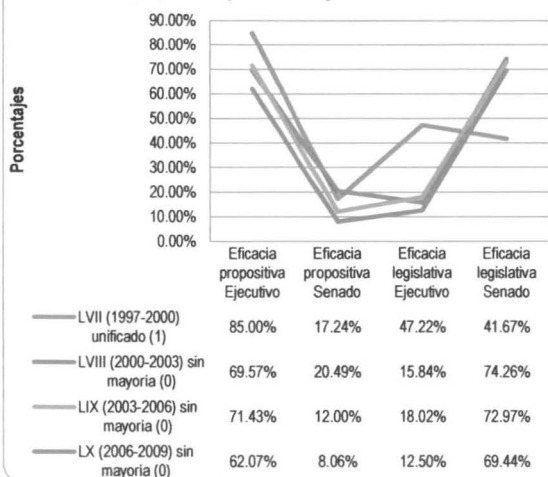 Porcentajes
90.00%
80.00%
70.00%
60.00%
50.00%
40.00%
30.00%
20.00%
10.00%
0.00%
Eficacia propositiva Ejecutivo
Eficacia propositiva Senado
Eficacia legislativa Ejecutivo
Eficacia legislativa Senado
LVII (1997-2000) unificado (1) 85.00% 17.24% 47.22% 41.67%
LVIII (2000-2003) sin mayoria (0) 69.57% 20.49% 15.84% 74.26%
LIX (2003-2006) sin mayoria (0) 71.43% 12.00% 18.02% 72.97%
LX (2006-2009) sin mayoria (0) 62.07% 8.06% 12.50% 69.44%